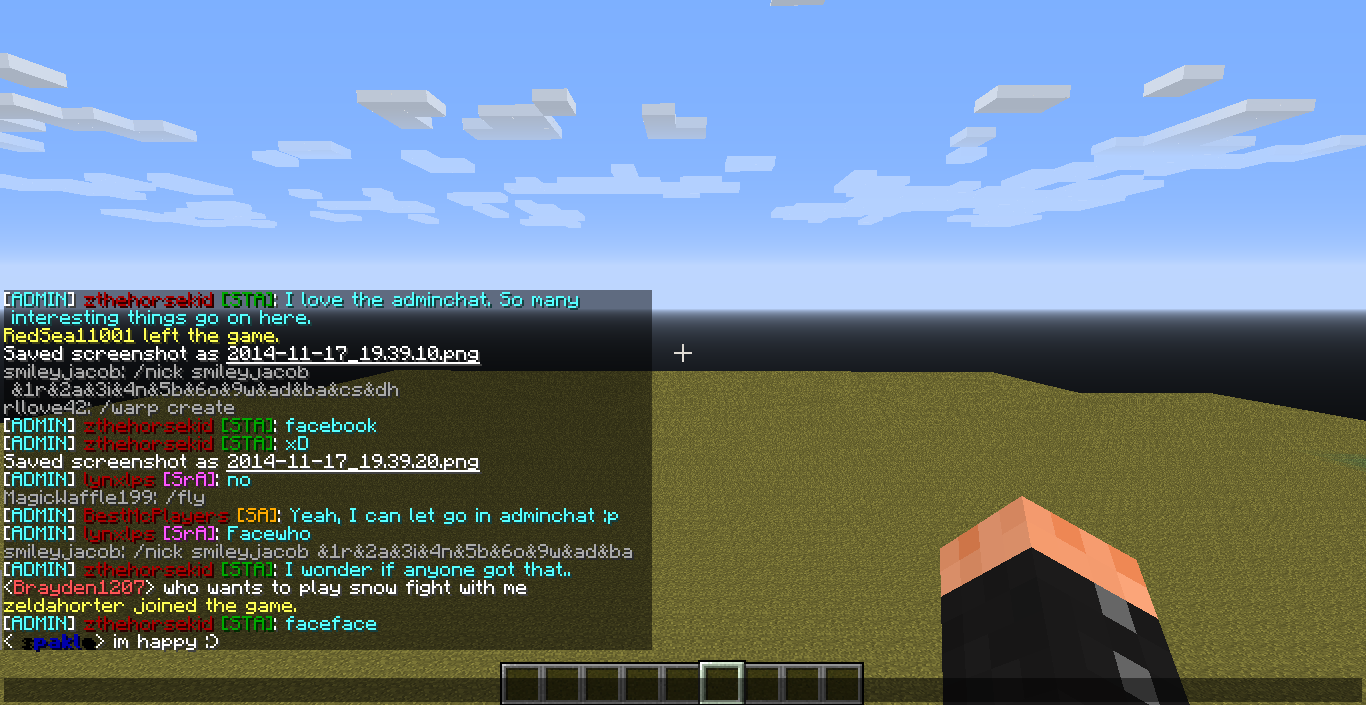 [ADMIN] zthehorsekid [STA]: I love the adminchat. So many
interesting things go on here.
RedSea11001 left the game.
Saved screenshot as 2014-11-17_19.39.10.png
smileyjacob: /nick smileyjacob
&1r&2a&3i&4n&5b&6o&9w&ad&ba&cs&dh
rllove42: /warp create
[ADMIN] zthehorsekid [STA]: facebook
[ADMIN] zthehorsekid [STA]: xD
Saved screenshot as 2014-11-17_19.39.20.png
[ADMIN] lynxlps [SrA]: no
MagicWaffle199: /fly
[ADMIN] BestMcPlayers [SA]: Yeah, I can let go in adminchat :p
[ADMIN] lynxlps [SrA]: Facewho
smileyjacob: /nick smileyjacob &1r&2a&3i&4n&5b&6o&9w&ad&ba
[ADMIN] zthehorsekid [STA]: I wonder if anyone got that..
<Brayden1207> who wants to play snow fight with me
zeldahorter joined the game.
[ADMIN] zthehorsekid [STA]: faceface
< > im happy :)